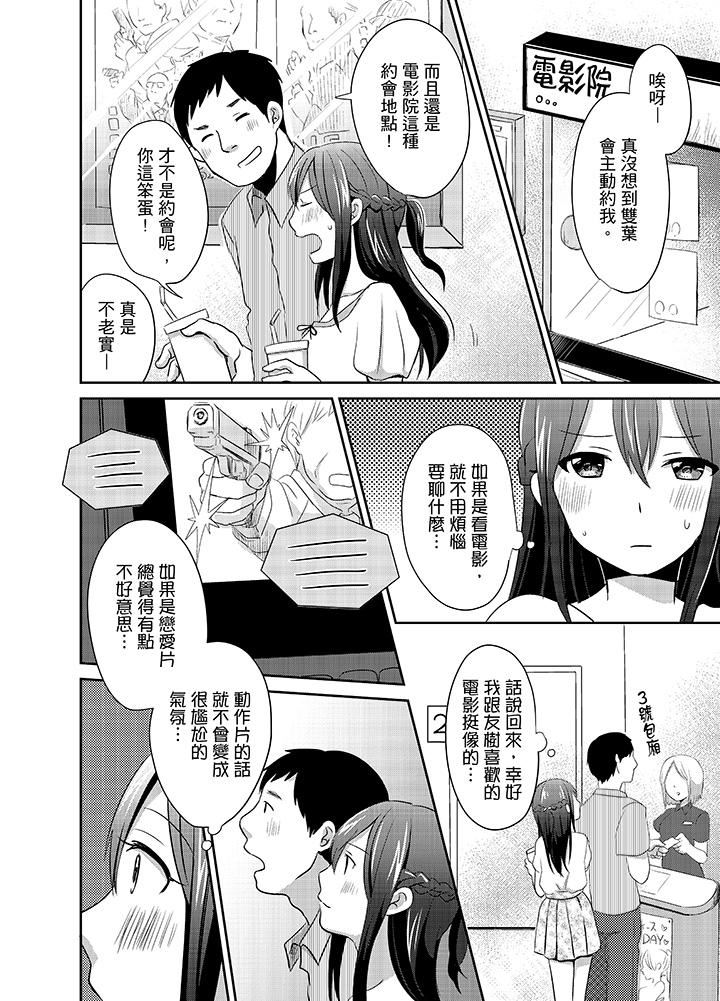 電影院
唉呀—
真沒想到雙葉
會主動約我。
而且還是
電影院這種
約會地點！
才不是約會呢，
你這笨蛋！
真是
不老實—
如果是看電影，
就不用煩惱
要聊什麼…
話說回來，幸好
我跟友樹喜歡的
電影挺像的…
3號包廂
2
DAY♡
如果是戀愛片
總覺得有點
不好意思…
動作片的話
就不會變成
很尷尬的
氣氛…